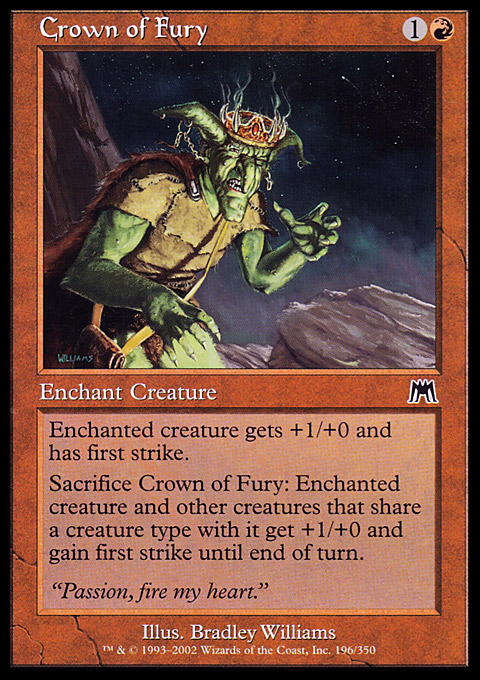 Crown of Fury 1
WILLIAMS
Enchant Creature
Enchanted creature gets +1/+0 and
has first strike.
Sacrifice Crown of Fury: Enchanted
creature and other creatures that share
a creature type with it get +1/+0 and
gain first strike until end of turn.
“Passion, fire my heart.”
Illus. Bradley Williams
™ & © 1993–2002 Wizards of the Coast, Inc. 196/350